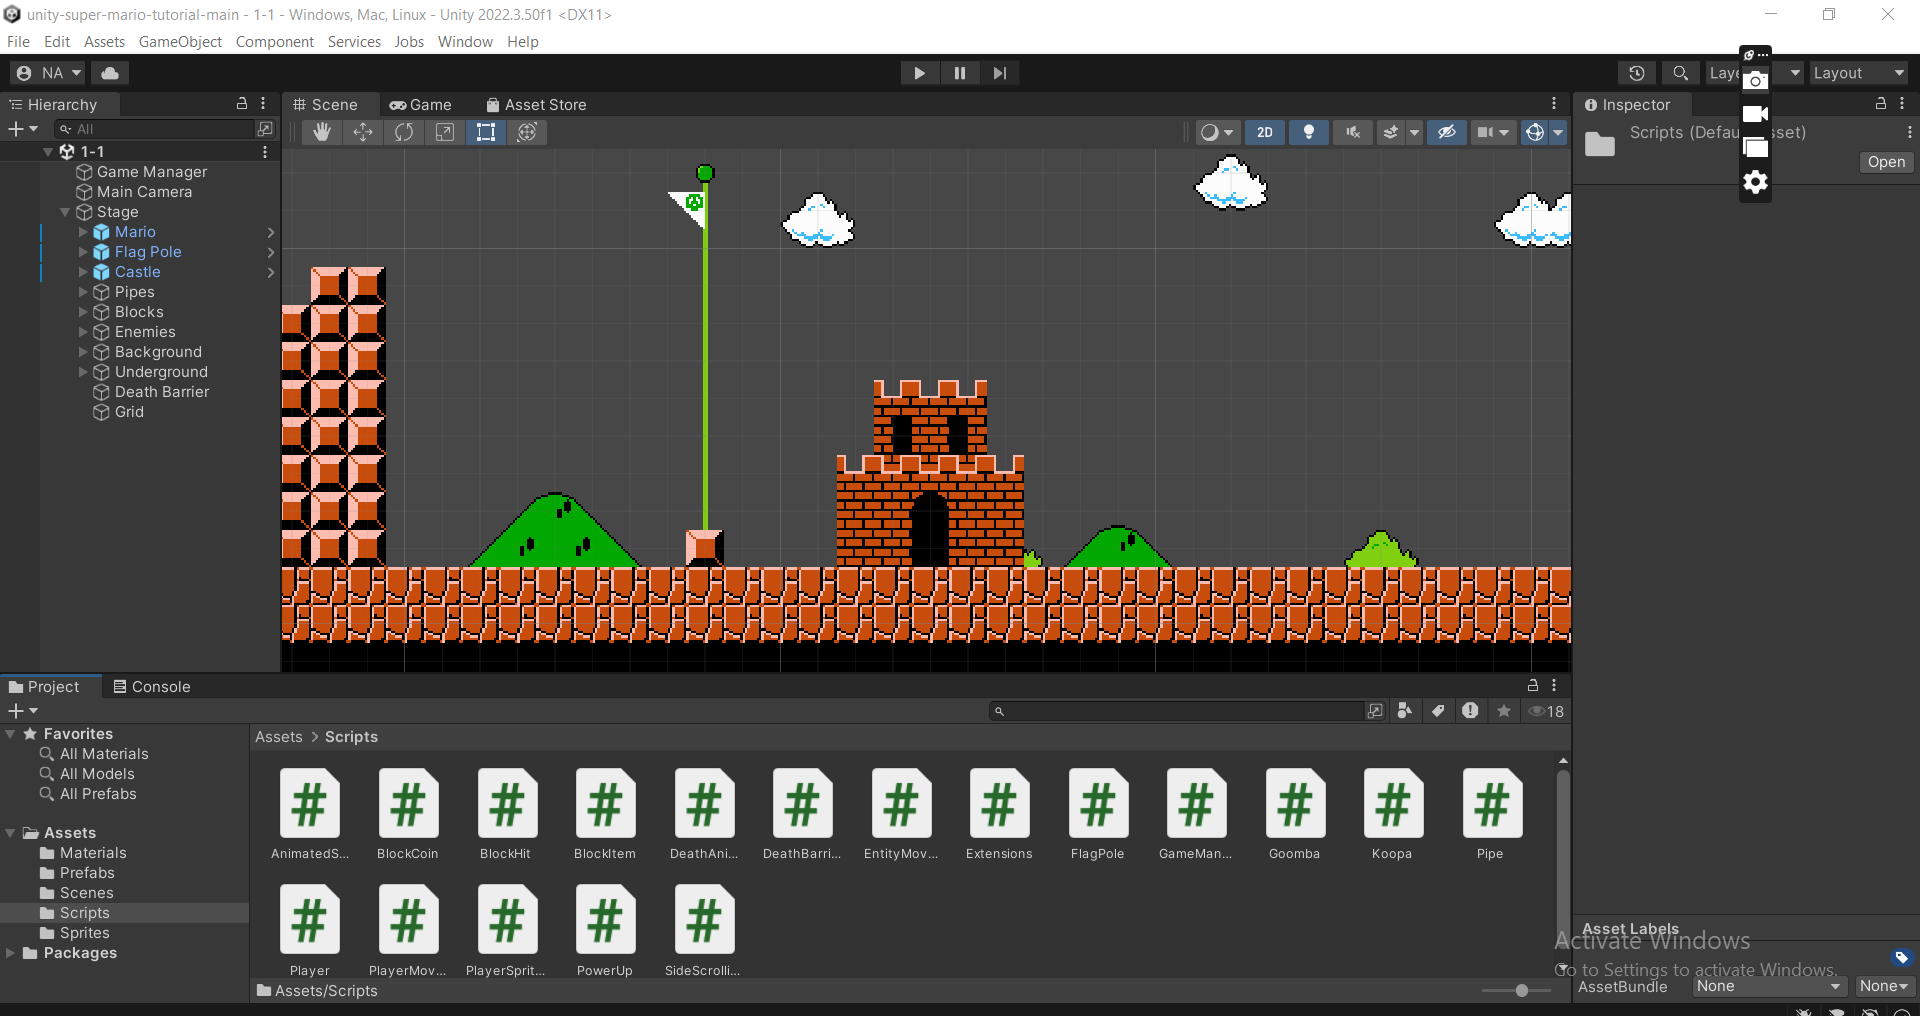 unity-super-mario-tutorial-main - 1-1 - Windows, Mac, Linux - Unity 2022.3.50f1 <DX11>
File Edit Assets GameObject Component Services Jobs Window Help
NA
Layout
Hierarchy
Scene Game Asset Store
Inspector
All
2D
Scripts
Open
1-1
Game Manager
Main Camera
Stage
Mario
Flag Pole
Castle
Pipes
Blocks
Enemies
Background
Underground
Death Barrier
Grid
Project Console
18
Favorites
All Materials
All Models
All Prefabs
Assets
Materials
Prefabs
Scenes
Scripts
Sprites
Packages
Assets > Scripts
AnimatedS... BlockCoin BlockHit BlockItem DeathAni... DeathBarri... EntityMov... Extensions FlagPole GameMan... Goomba Koopa Pipe
Player PlayerMov... PlayerSprit... PowerUp SideScrolli...
Assets/Scripts
Asset Labels
Activate Windows
Go to Settings to activate Windows.
AssetBundle None None